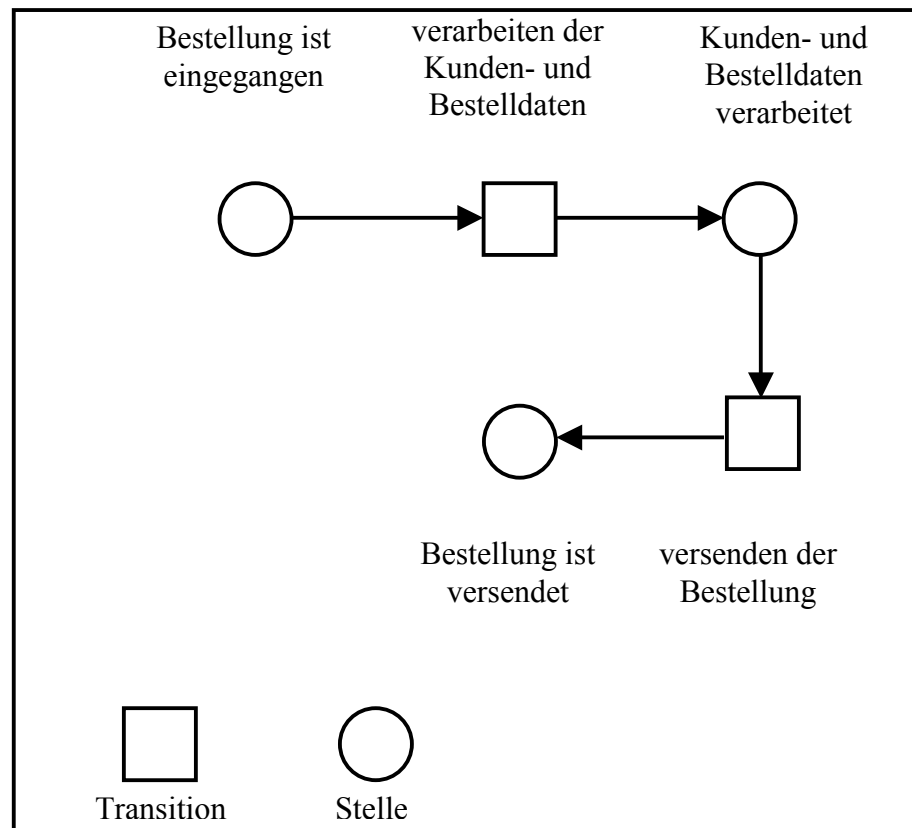 Bestellung ist
eingegangen
verarbeiten der
Kunden- und
Bestelldaten
Kunden- und
Bestelldaten
verarbeitet
Bestellung ist
versendet
versenden der
Bestellung
Transition
Stelle